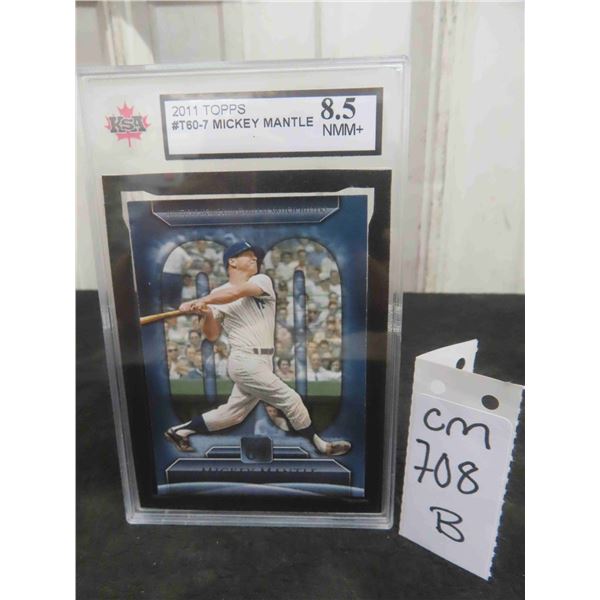 KSA
2011 TOPPS
#T60-7 MICKEY MANTLE
8.5
NMM+
MICKEY MANTLE
CM
708
B